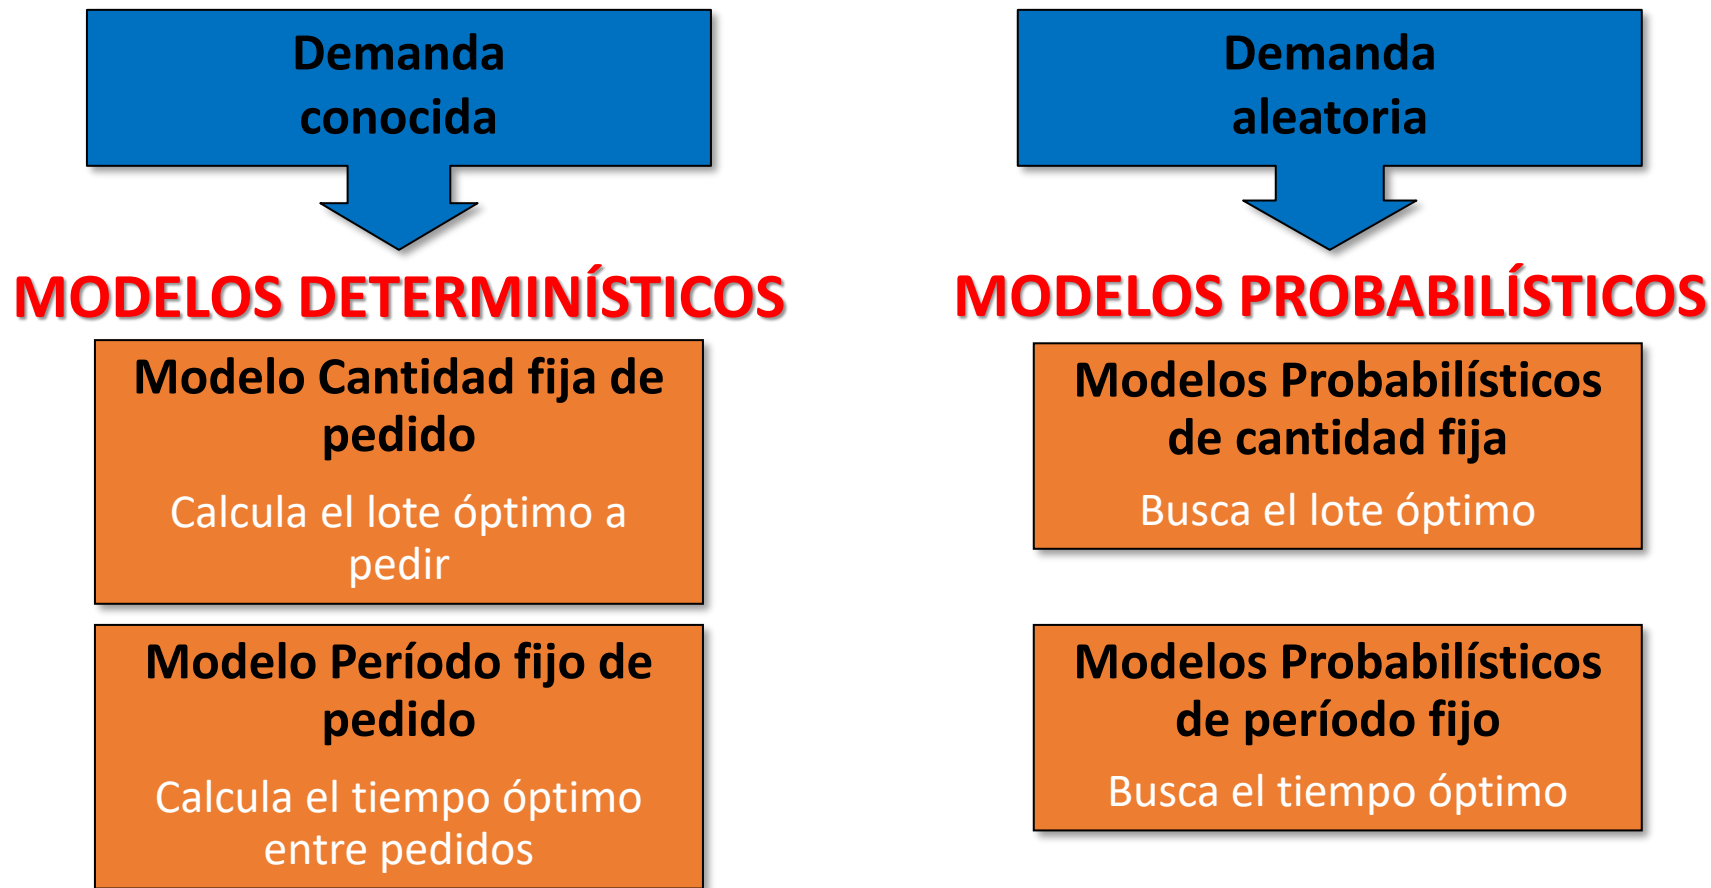 Demanda
conocida
MODELOS DETERMINÍSTICOS
Modelo Cantidad fija de
pedido
Calcula el lote óptimo a
pedir
Modelo Período fijo de
pedido
Calcula el tiempo óptimo
entre pedidos
Demanda
aleatoria
MODELOS PROBABILÍSTICOS
Modelos Probabilísticos
de cantidad fija
Busca el lote óptimo
Modelos Probabilísticos
de período fijo
Busca el tiempo óptimo